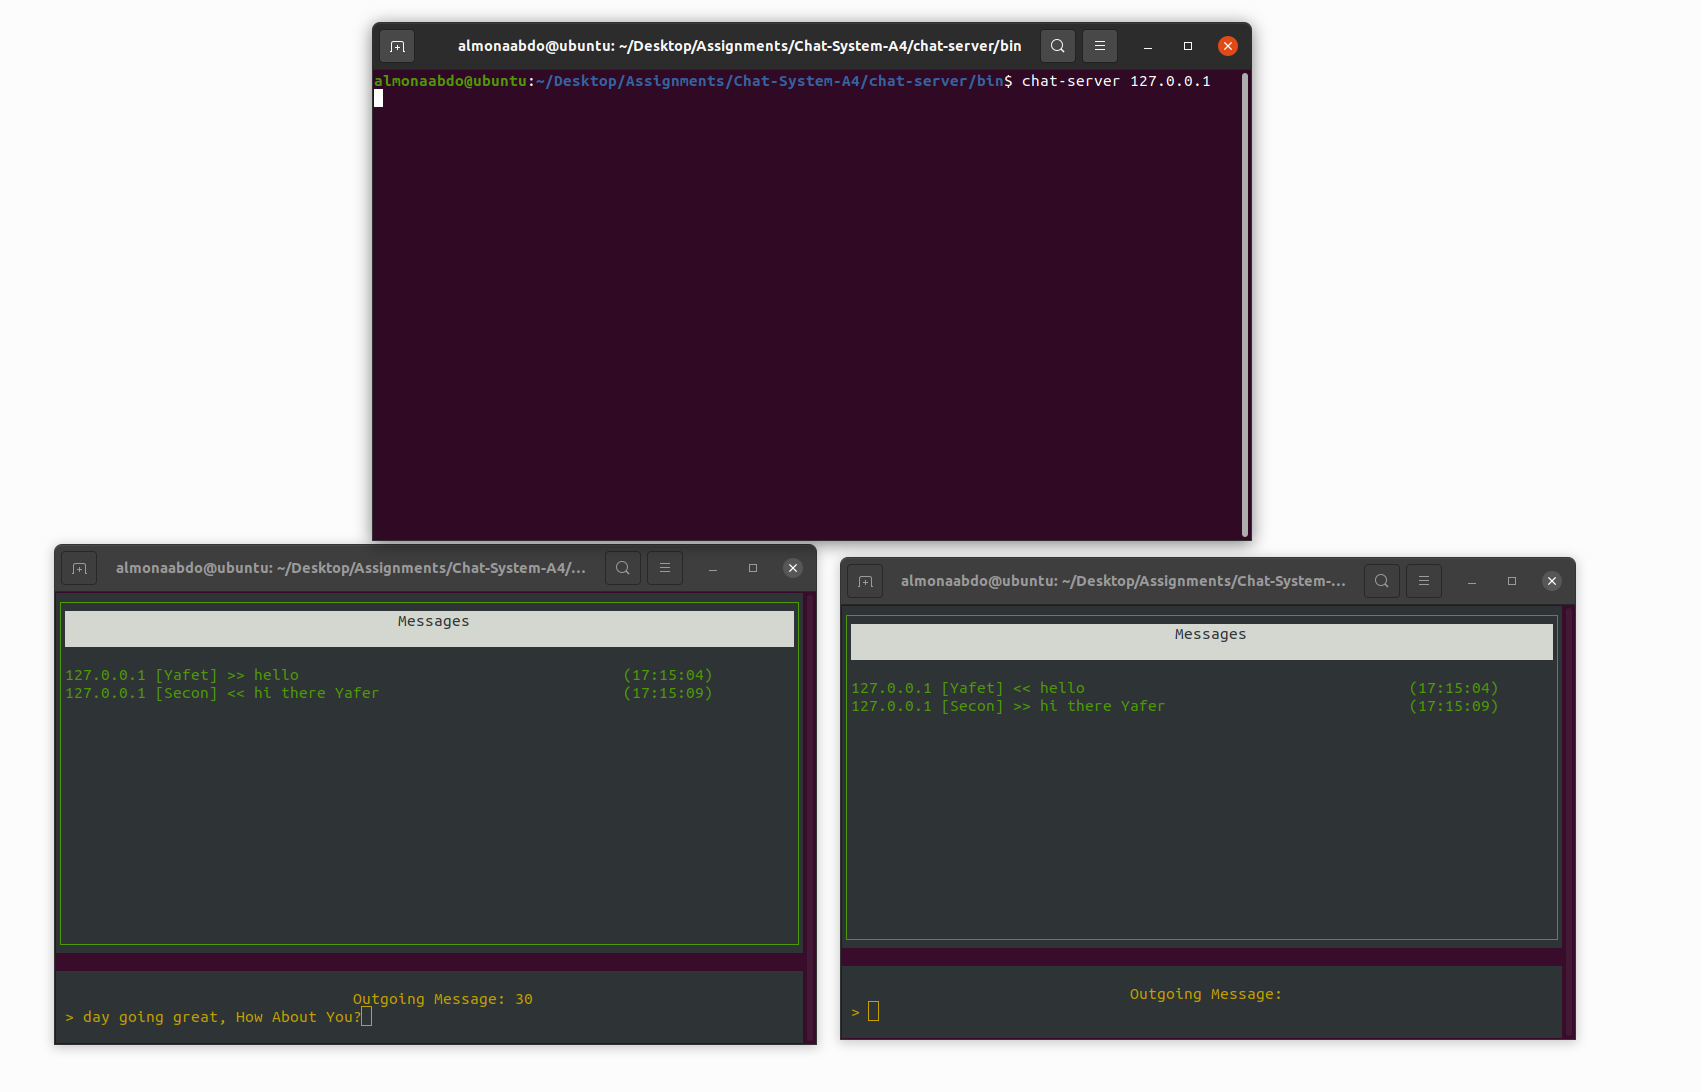 almonaabdo@ubuntu: ~/Desktop/Assignments/Chat-System-A4/chat-server/bin
almonaabdo@ubuntu:~/Desktop/Assignments/Chat-System-A4/chat-server/bin$ chat-server 127.0.0.1
almonaabdo@ubuntu: ~/Desktop/Assignments/Chat-System-A4/...
Messages
127.0.0.1 [Yafet] >> hello (17:15:04)
127.0.0.1 [Secon] << hi there Yafer (17:15:09)
Outgoing Message: 30
> day going great, How About You?
almonaabdo@ubuntu: ~/Desktop/Assignments/Chat-System-...
Messages
127.0.0.1 [Yafet] << hello (17:15:04)
127.0.0.1 [Secon] >> hi there Yafer (17:15:09)
Outgoing Message:
>